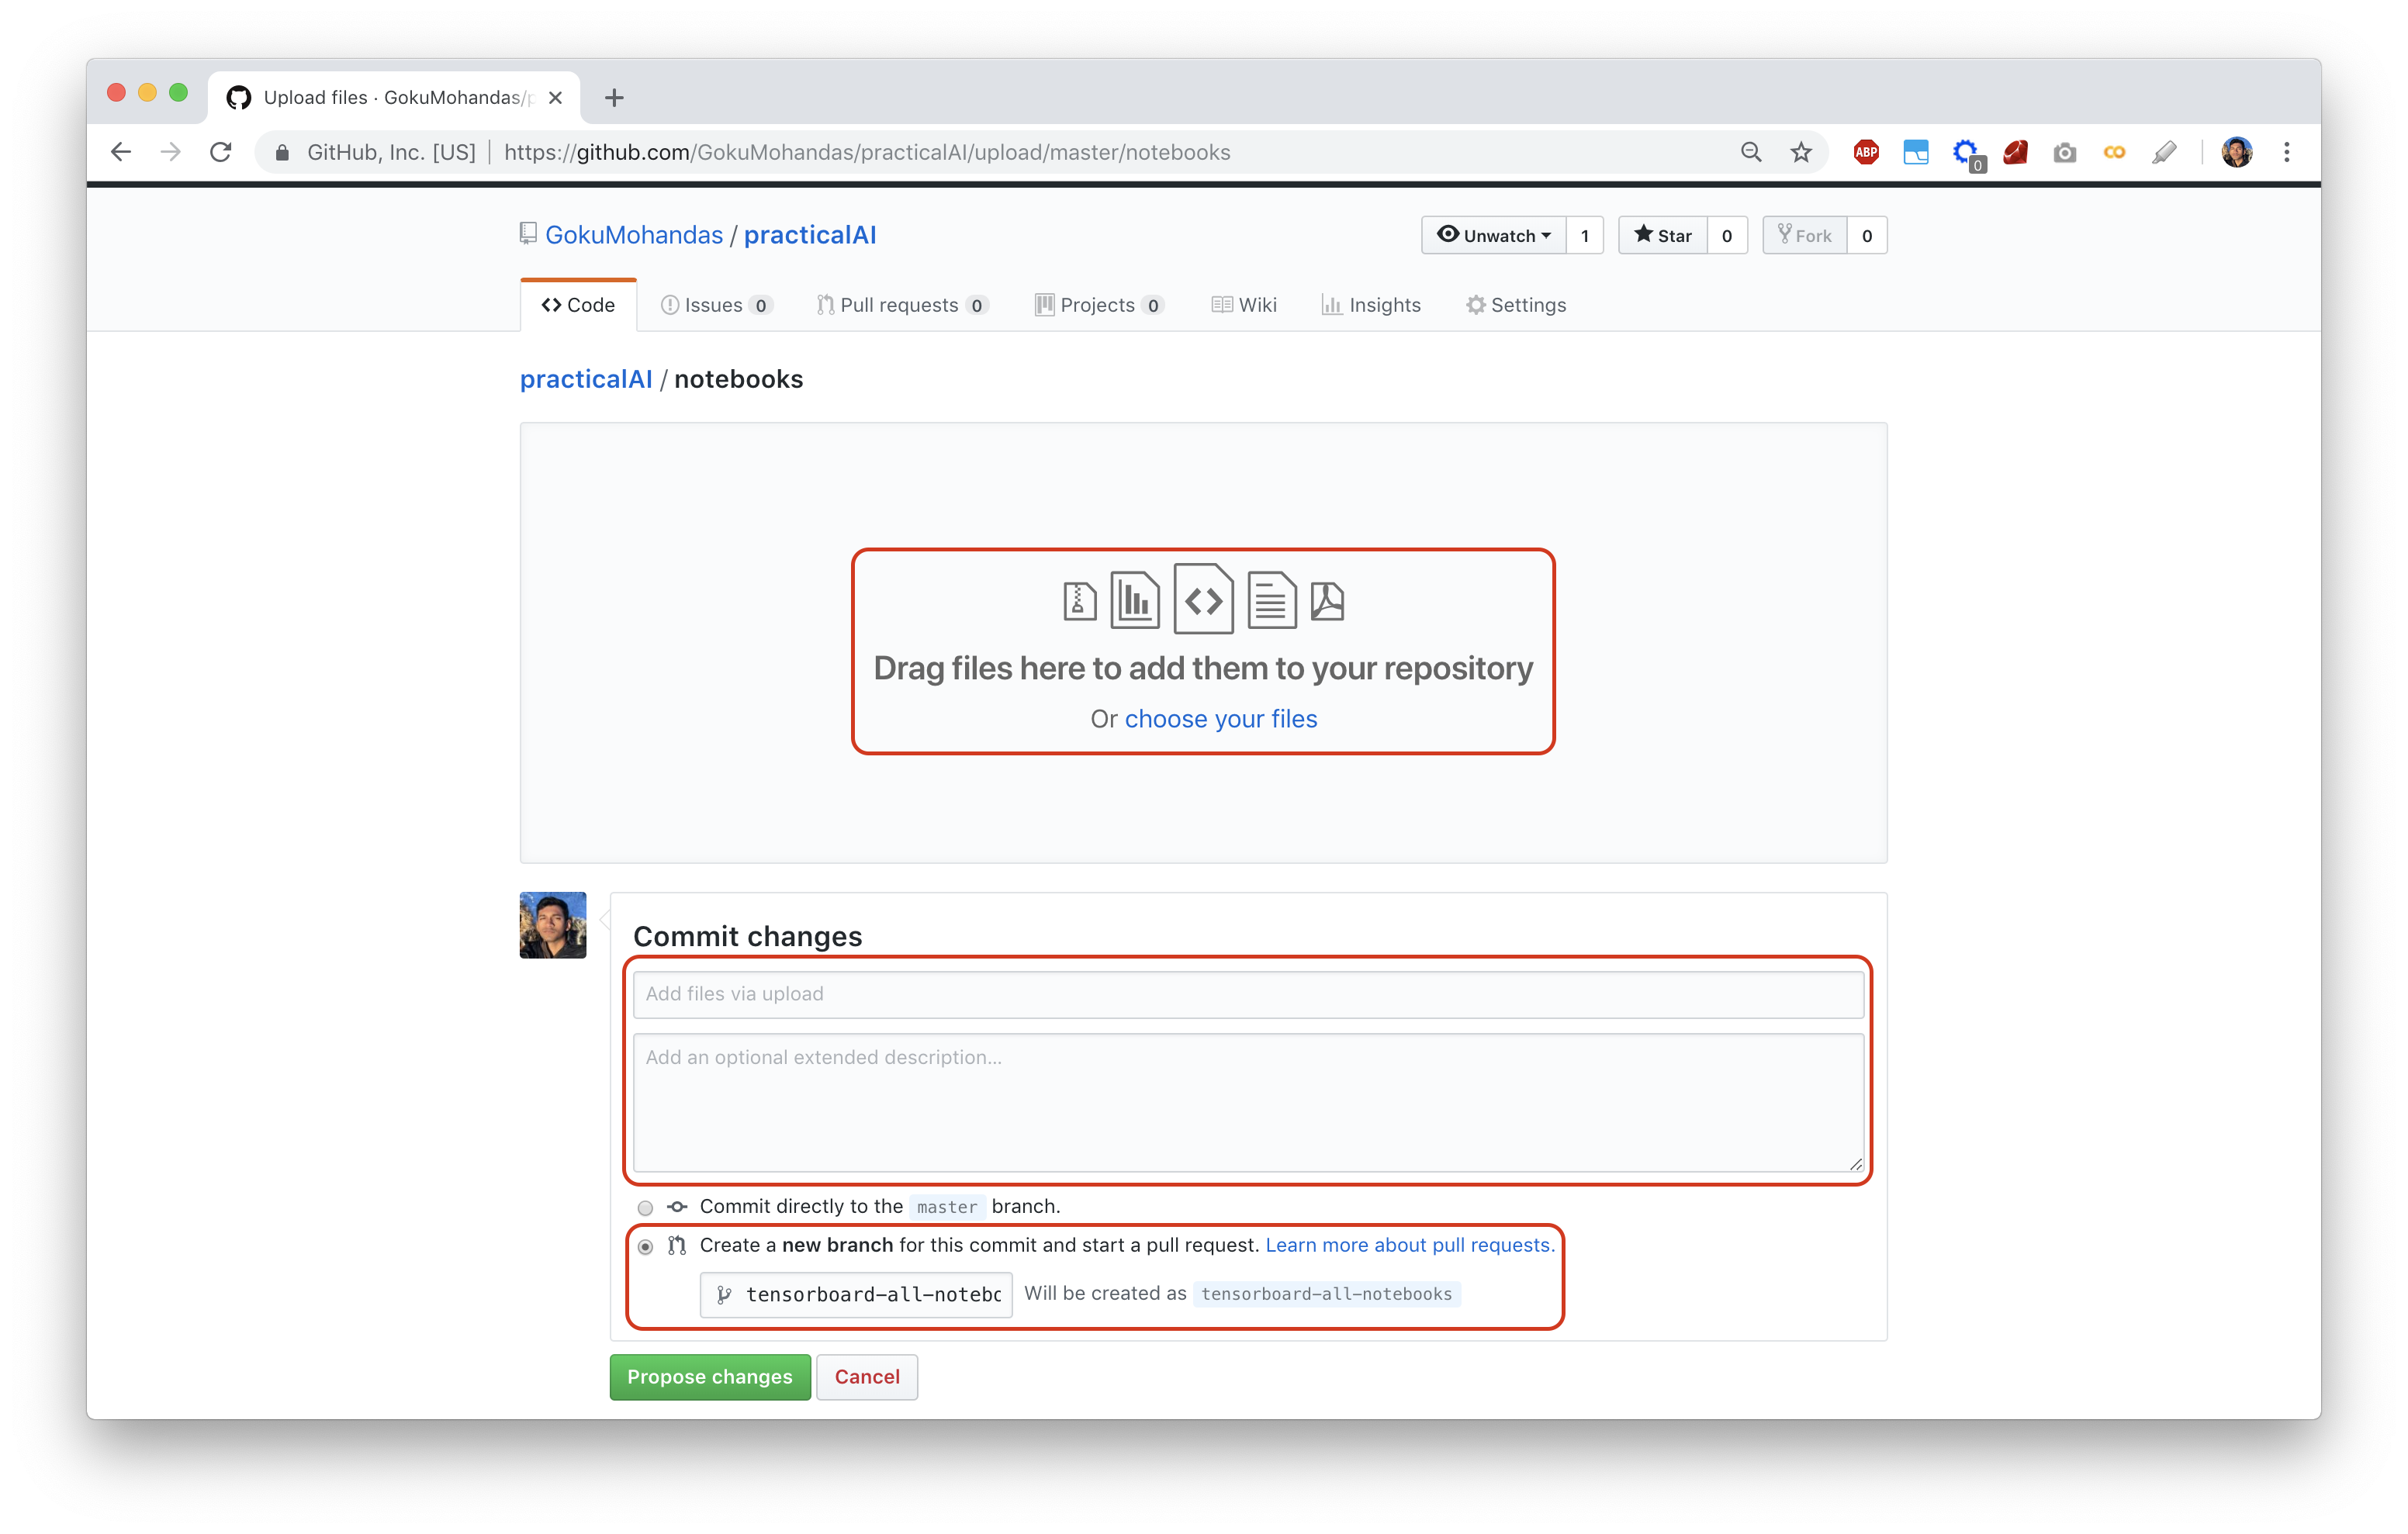 Upload files · GokuMohandas/p
GitHub, Inc. [US] | https://github.com/GokuMohandas/practicalAI/upload/master/notebooks
ABP
0
GokuMohandas / practicalAI
Unwatch 1
Star 0
Fork 0
Code
Issues 0
Pull requests 0
Projects 0
Wiki
Insights
Settings
practicalAI / notebooks
Drag files here to add them to your repository
Or choose your files
Commit changes
Add files via upload
Add an optional extended description...
Commit directly to the master branch.
Create a new branch for this commit and start a pull request. Learn more about pull requests.
tensorboard-all-notebo Will be created as tensorboard-all-notebooks
Propose changes
Cancel